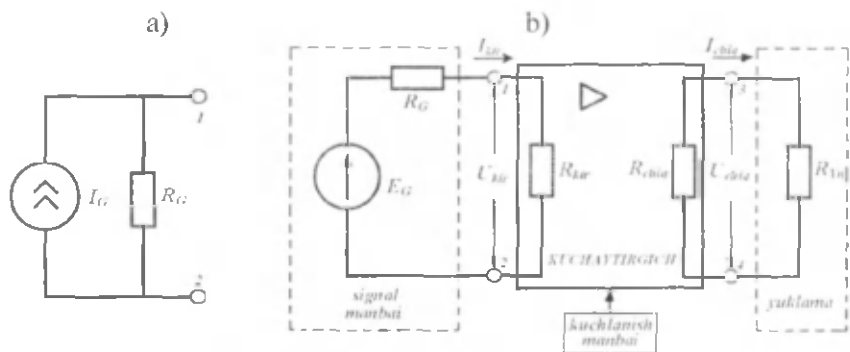 a)
b)
I_kir
I_chiq
1
R_G
1
3
I_G
R_G
E_G
U_kir
R_kir
R_chiq
U_chiq
R_Yu
2
2
KUCHAYTIRGICH
4
signal
manbai
kuchlanish
manbai
yuklama